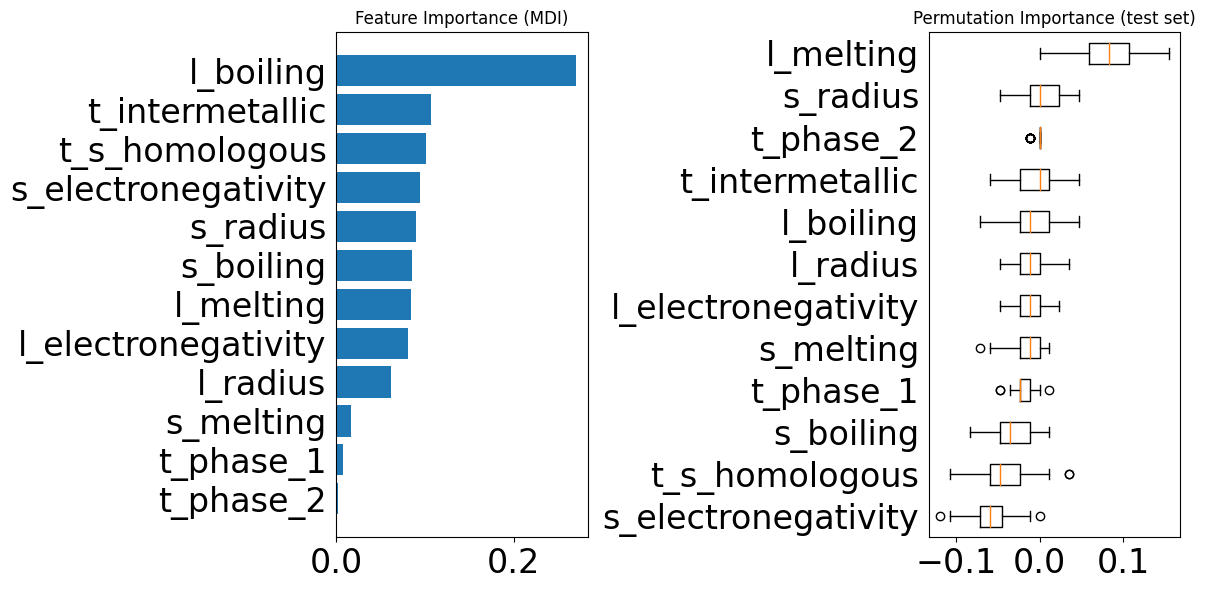 Feature Importance (MDI)
l_boiling
t_intermetallic
t_s_homologous
s_electronegativity
s_radius
s_boiling
l_melting
l_electronegativity
l_radius
s_melting
t_phase_1
t_phase_2
0.0 0.2
Permutation Importance (test set)
l_melting
s_radius
t_phase_2
t_intermetallic
l_boiling
l_radius
l_electronegativity
s_melting
t_phase_1
s_boiling
t_s_homologous
s_electronegativity
−0.1 0.0 0.1